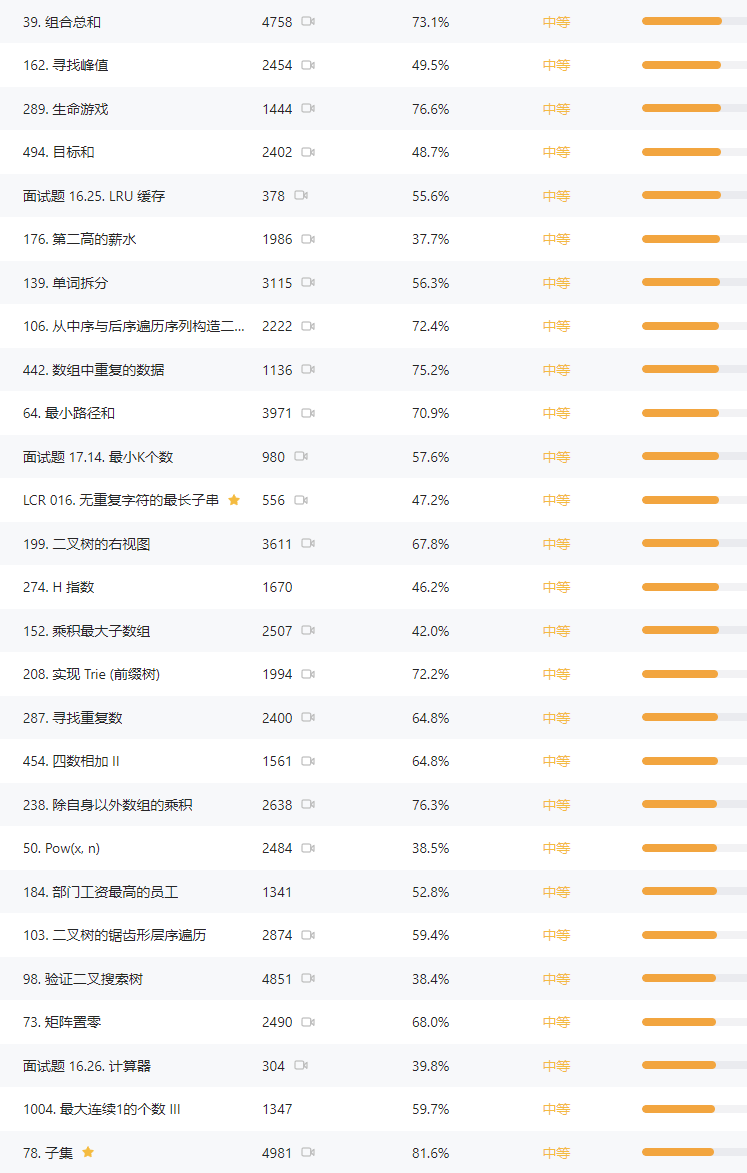 39. 组合总和 4758 73.1% 中等
162. 寻找峰值 2454 49.5% 中等
289. 生命游戏 1444 76.6% 中等
494. 目标和 2402 48.7% 中等
面试题 16.25. LRU 缓存 378 55.6% 中等
176. 第二高的薪水 1986 37.7% 中等
139. 单词拆分 3115 56.3% 中等
106. 从中序与后序遍历序列构造二... 2222 72.4% 中等
442. 数组中重复的数据 1136 75.2% 中等
64. 最小路径和 3971 70.9% 中等
面试题 17.14. 最小K个数 980 57.6% 中等
LCR 016. 无重复字符的最长子串 556 47.2% 中等
199. 二叉树的右视图 3611 67.8% 中等
274. H 指数 1670 46.2% 中等
152. 乘积最大子数组 2507 42.0% 中等
208. 实现 Trie (前缀树) 1994 72.2% 中等
287. 寻找重复数 2400 64.8% 中等
454. 四数相加 II 1561 64.8% 中等
238. 除自身以外数组的乘积 2638 76.3% 中等
50. Pow(x, n) 2484 38.5% 中等
184. 部门工资最高的员工 1341 52.8% 中等
103. 二叉树的锯齿形层序遍历 2874 59.4% 中等
98. 验证二叉搜索树 4851 38.4% 中等
73. 矩阵置零 2490 68.0% 中等
面试题 16.26. 计算器 304 39.8% 中等
1004. 最大连续1的个数 III 1347 59.7% 中等
78. 子集 4981 81.6% 中等